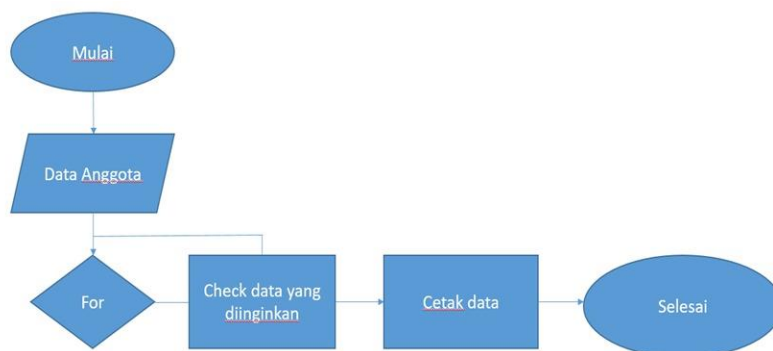 Mulai
Data Anggota
For
Check data yang
diinginkan
Cetak data
Selesai